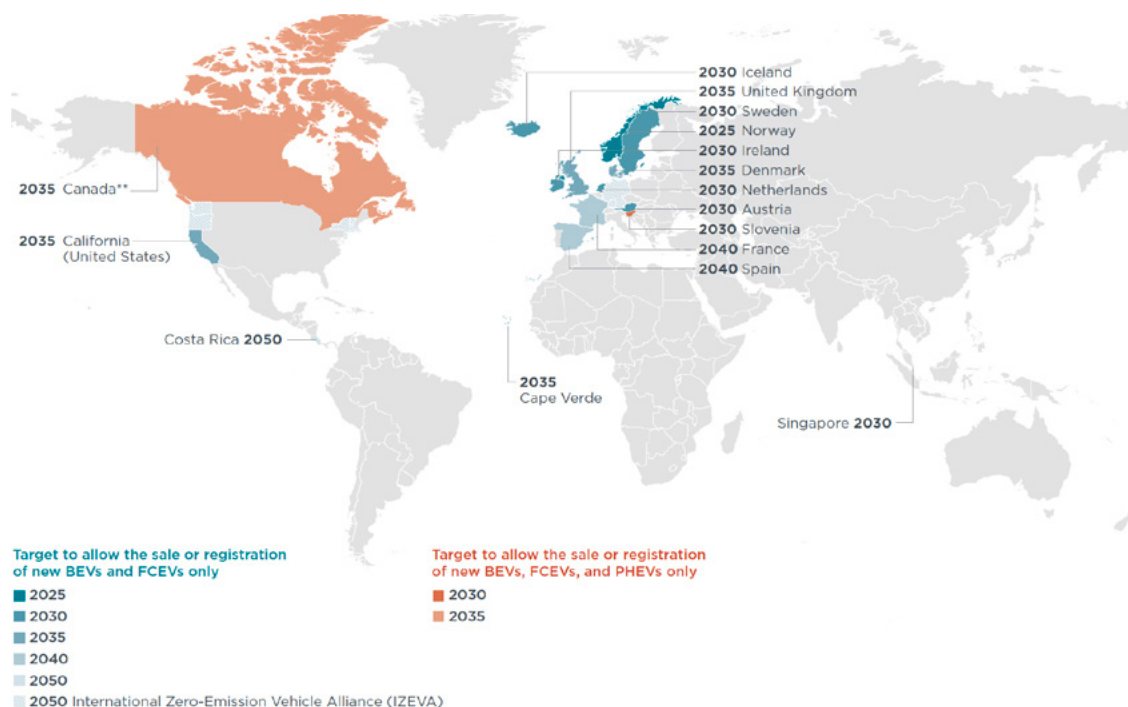 2030 Iceland
2035 United Kingdom
2030 Sweden
2025 Norway
2030 Ireland
2035 Denmark
2030 Netherlands
2030 Austria
2030 Slovenia
2040 France
2040 Spain
2035 Canada**
2035 California
(United States)
Costa Rica 2050
2035
Cape Verde
Singapore 2030
Target to allow the sale or registration
of new BEVs and FCEVs only
2025
2030
2035
2040
2050
2050 International Zero-Emission Vehicle Alliance (IZEVA)
Target to allow the sale or registration
of new BEVs, FCEVs, and PHEVs only
2030
2035